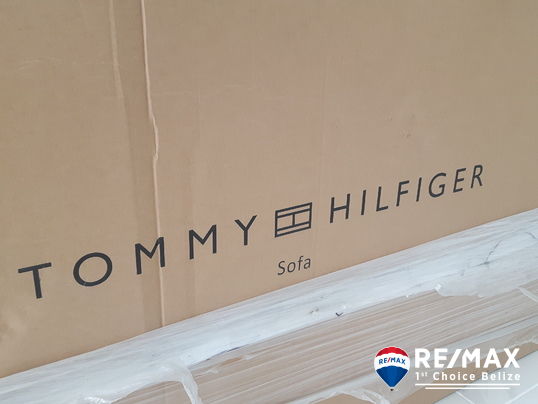 TOMMY HILFIGER
Sofa
RE/MAX
RE/MAX
1st Choice Belize